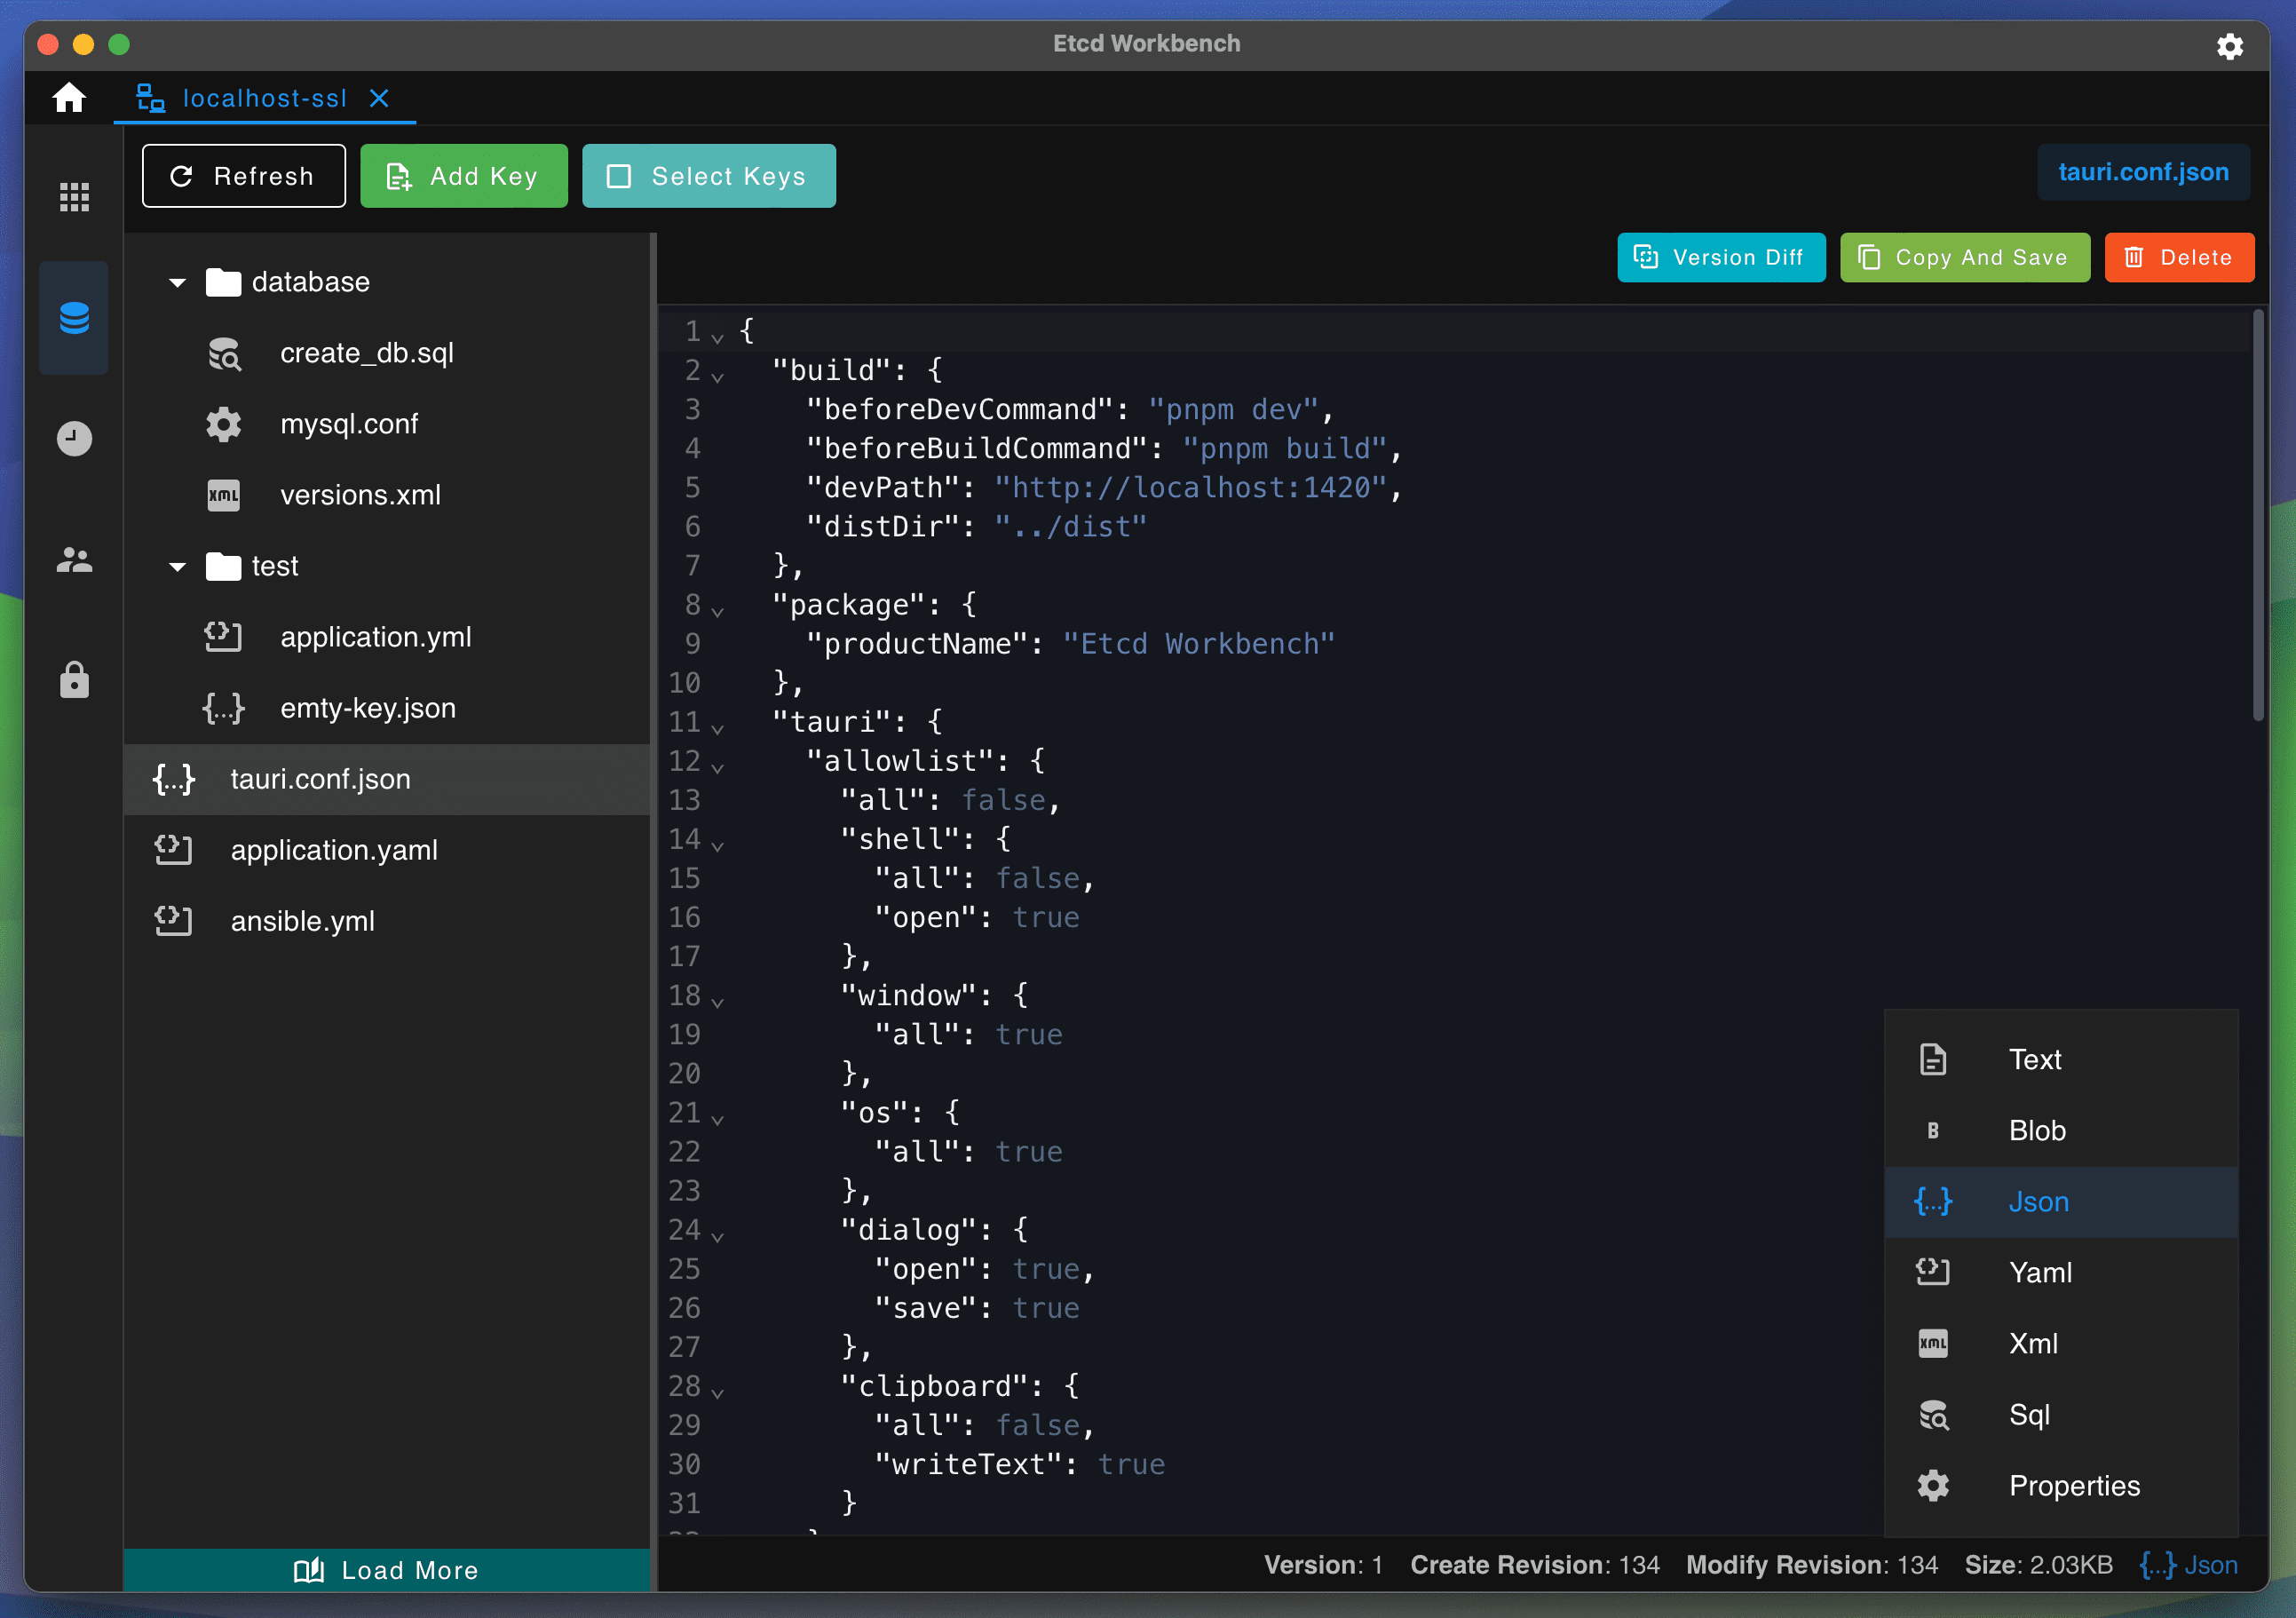 Etcd Workbench
localhost-ssl
Refresh
Add Key
Select Keys
tauri.conf.json
Version Diff
Copy And Save
Delete
database
create_db.sql
mysql.conf
XML
versions.xml
test
application.yml
{...}
emty-key.json
{...}
tauri.conf.json
application.yaml
ansible.yml
Load More
1 {
2 "build": {
3 "beforeDevCommand": "pnpm dev",
4 "beforeBuildCommand": "pnpm build",
5 "devPath": "http://localhost:1420",
6 "distDir": "../dist"
7 },
8 "package": {
9 "productName": "Etcd Workbench"
10 },
11 "tauri": {
12 "allowlist": {
13 "all": false,
14 "shell": {
15 "all": false,
16 "open": true
17 },
18 "window": {
19 "all": true
20 },
21 "os": {
22 "all": true
23 },
24 "dialog": {
25 "open": true,
26 "save": true
27 },
28 "clipboard": {
29 "all": false,
30 "writeText": true
31 }
Text
B Blob
{...} Json
Yaml
XML Xml
Sql
Properties
Version: 1 Create Revision: 134 Modify Revision: 134 Size: 2.03KB {...} Json